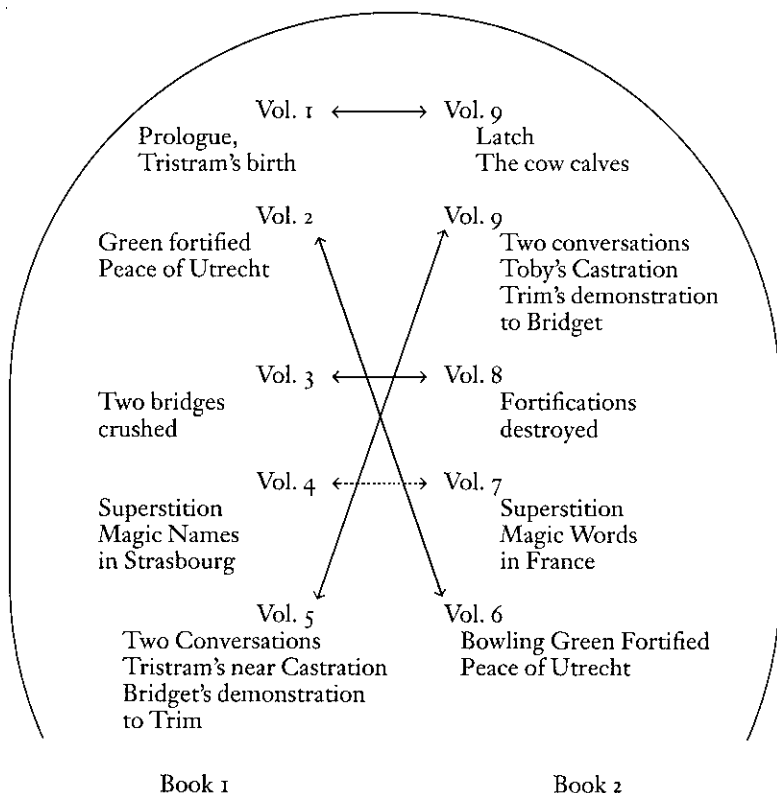 Vol. 1
Prologue,
Tristram's birth
Vol. 9
Latch
The cow calves
Vol. 2
Green fortified
Peace of Utrecht
Vol. 9
Two conversations
Toby's Castration
Trim's demonstration
to Bridget
Vol. 3
Two bridges
crushed
Vol. 8
Fortifications
destroyed
Vol. 4
Superstition
Magic Names
in Strasbourg
Vol. 7
Superstition
Magic Words
in France
Vol. 5
Two Conversations
Tristram's near Castration
Bridget's demonstration
to Trim
Vol. 6
Bowling Green Fortified
Peace of Utrecht
Book 1
Book 2